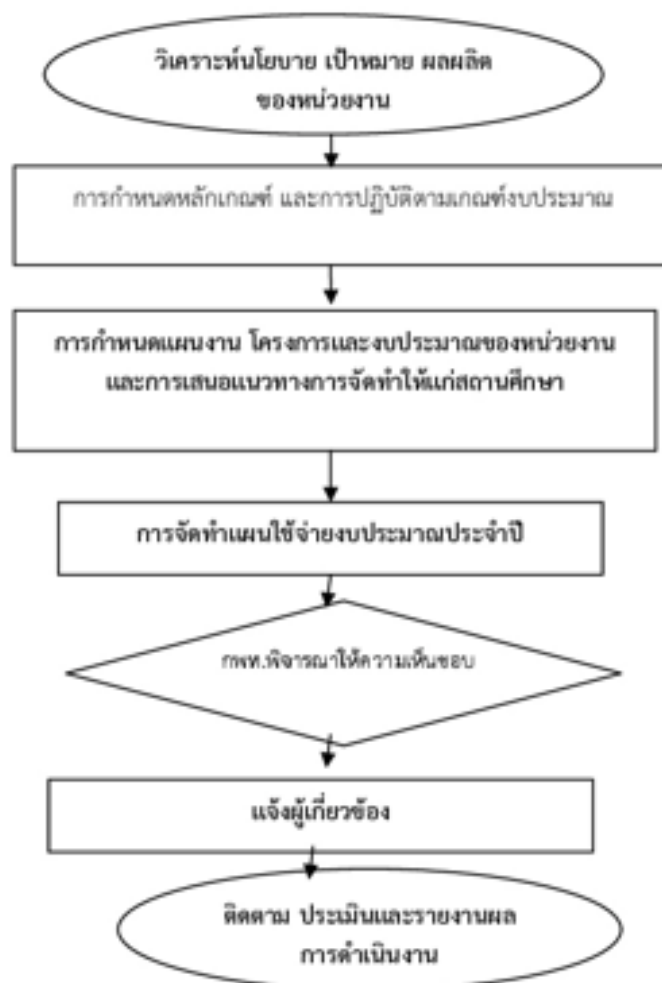 วิเคราะห์นโยบาย เป้าหมาย ผลผลิต
ของหน่วยงาน
การกำหนดหลักเกณฑ์ และการปฏิบัติตามเกณฑ์งบประมาณ
การกำหนดแผนงาน โครงการและงบประมาณของหน่วยงาน
และการเสนอแนวทางการจัดทำให้แก่สถานศึกษา
การจัดทำแผนใช้จ่ายงบประมาณประจำปี
กพท.พิจารณาให้ความเห็นชอบ
แจ้งผู้เกี่ยวข้อง
ติดตาม ประเมินและรายงานผล
การดำเนินงาน